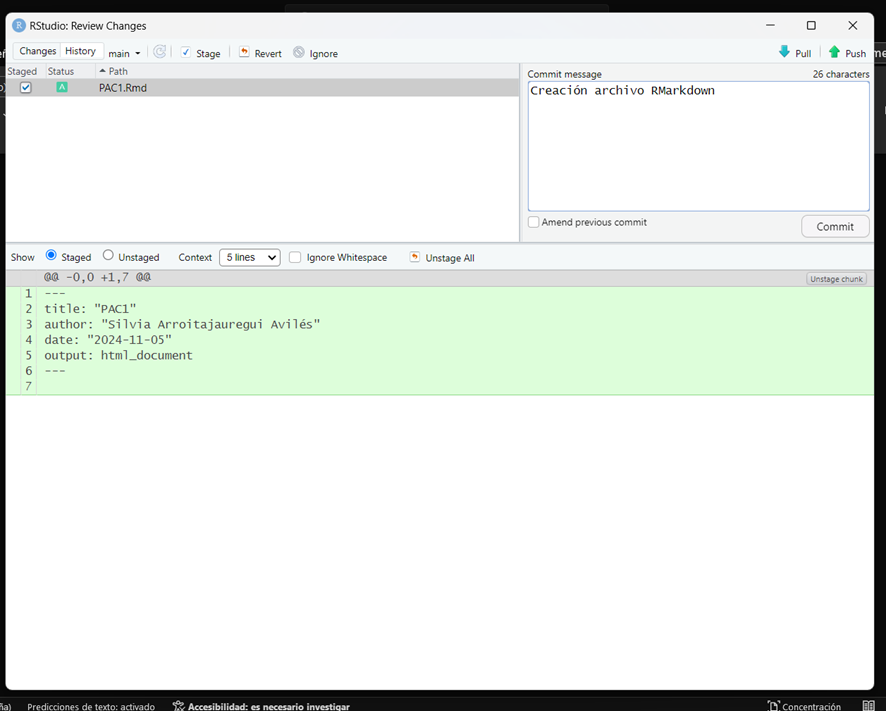 RStudio: Review Changes
Changes History main Stage Revert Ignore Pull Push
Staged Status Path
A PAC1.Rmd
Commit message 26 characters
Creación archivo RMarkdown
Amend previous commit Commit
Show Staged Unstaged Context 5 lines Ignore Whitespace Unstage All
@@ -0,0 +1,7 @@ Unstage chunk
1 ---
2 title: "PAC1"
3 author: "Silvia Arroitajauregui Avilés"
4 date: "2024-11-05"
5 output: html_document
6 ---
7
Predicciones de texto: activado Accesibilidad: es necesario investigar Concentración